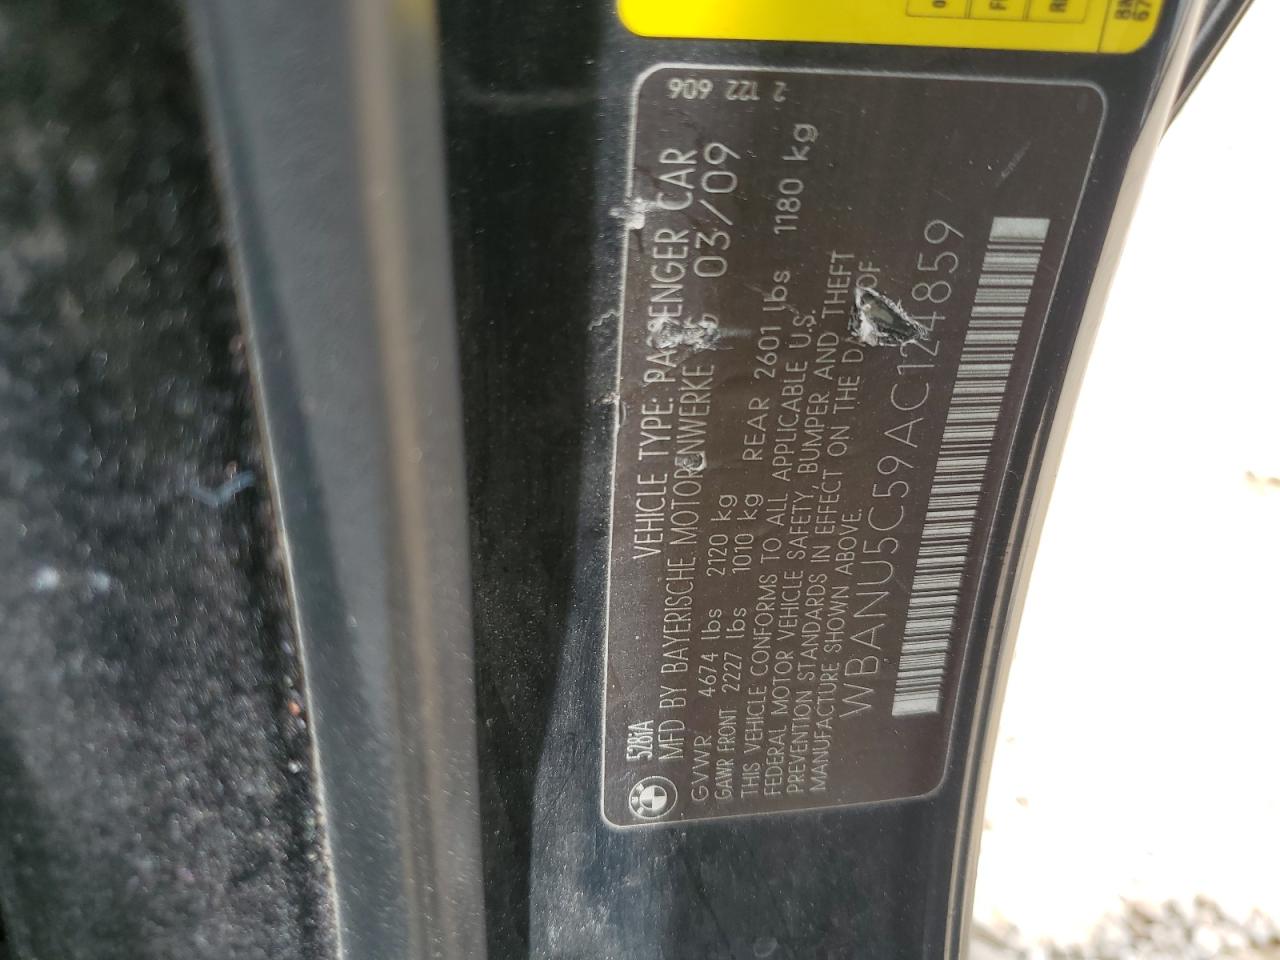 528iA VEHICLE TYPE: PASSENGER CAR
MFD BY BAYERISCHE MOTORENWERKE 03/09
GVWR 4674 lbs 2120 kg
GAWR FRONT 2227 lbs 1010 kg REAR 2601 lbs 1180 kg
THIS VEHICLE CONFORMS TO ALL APPLICABLE U.S.
FEDERAL MOTOR VEHICLE SAFETY, BUMPER AND THEFT
PREVENTION STANDARDS IN EFFECT ON THE OF
MANUFACTURE SHOWN ABOVE.
WBANU5C59AC124859
2 122 606